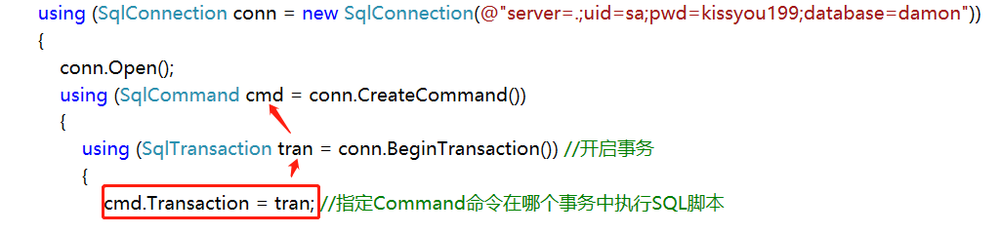 using (SqlConnection conn = new SqlConnection(@"server=.;uid=sa;pwd=kissyou199;database=damon"))
{
conn.Open();
using (SqlCommand cmd = conn.CreateCommand())
{
using (SqlTransaction tran = conn.BeginTransaction()) //开启事务
{
cmd.Transaction = tran; //指定Command命令在哪个事务中执行SQL脚本